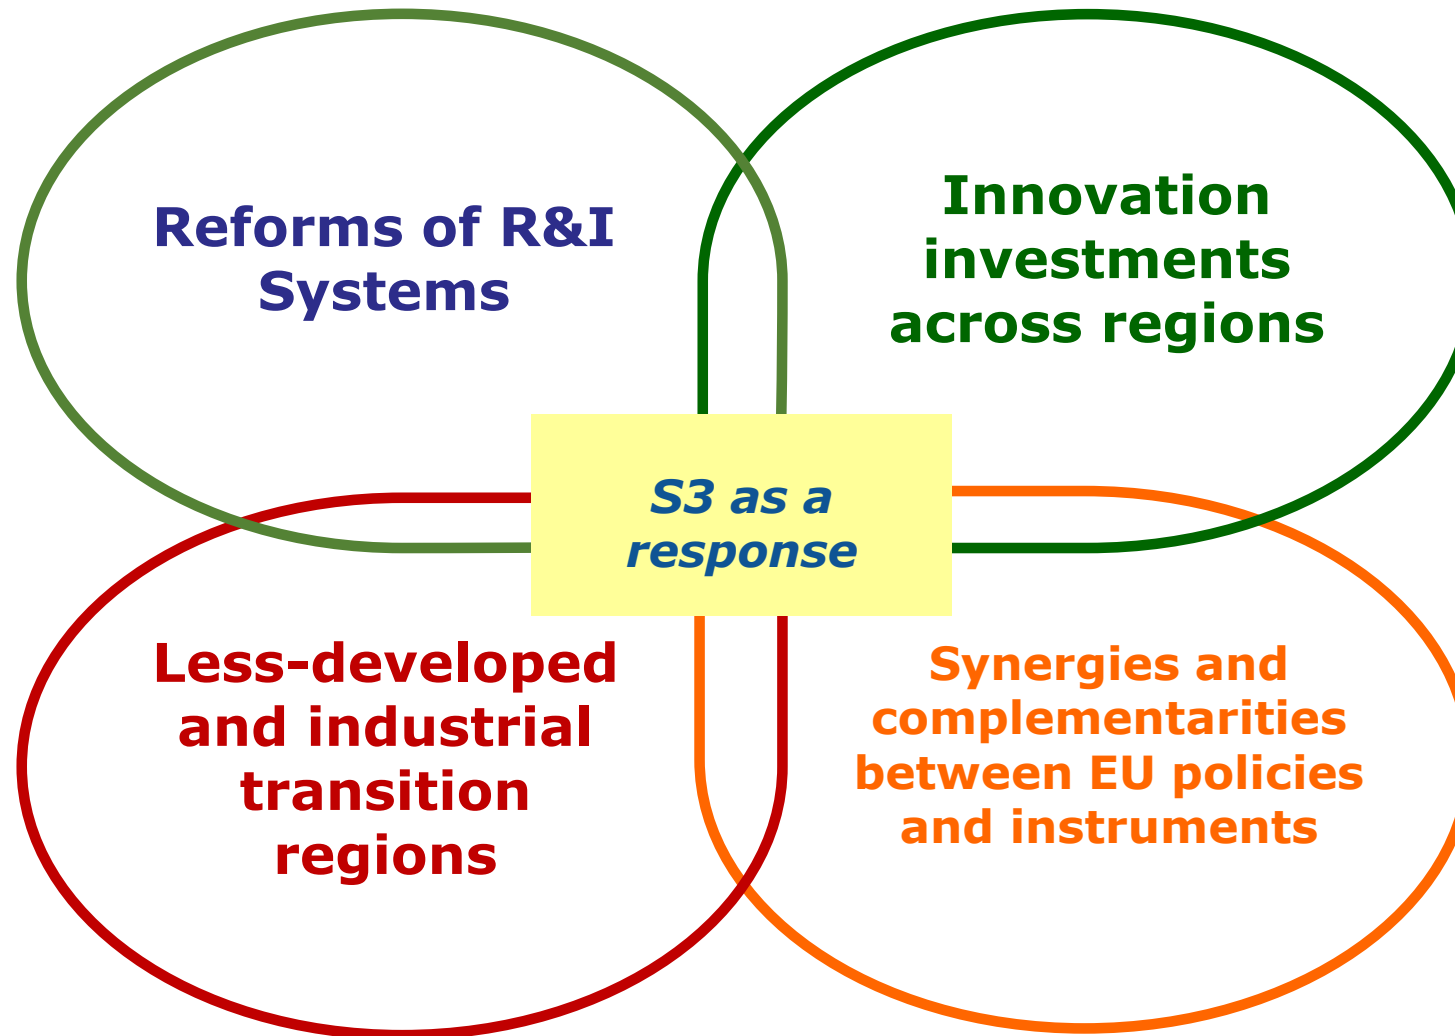 Reforms of R&I
Systems
Innovation
investments
across regions
S3 as a
response
Less-developed
and industrial
transition
regions
Synergies and
complementarities
between EU policies
and instruments